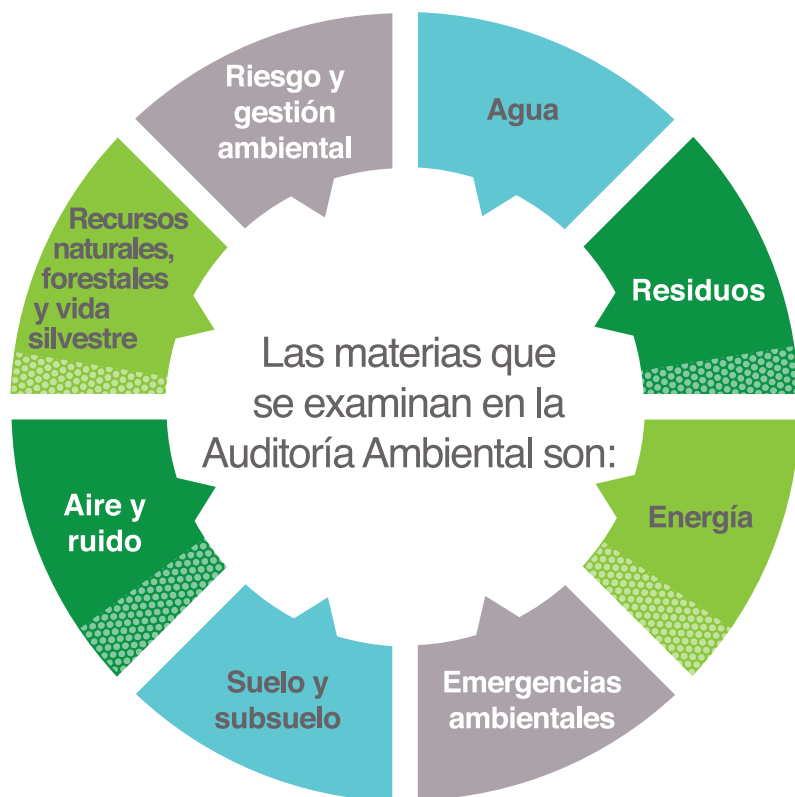 Riesgo y
gestión
ambiental
Agua
Residuos
Energía
Emergencias
ambientales
Suelo y
subsuelo
Aire y
ruido
Recursos
naturales,
forestales
y vida
silvestre
Las materias que
se examinan en la
Auditoría Ambiental son: